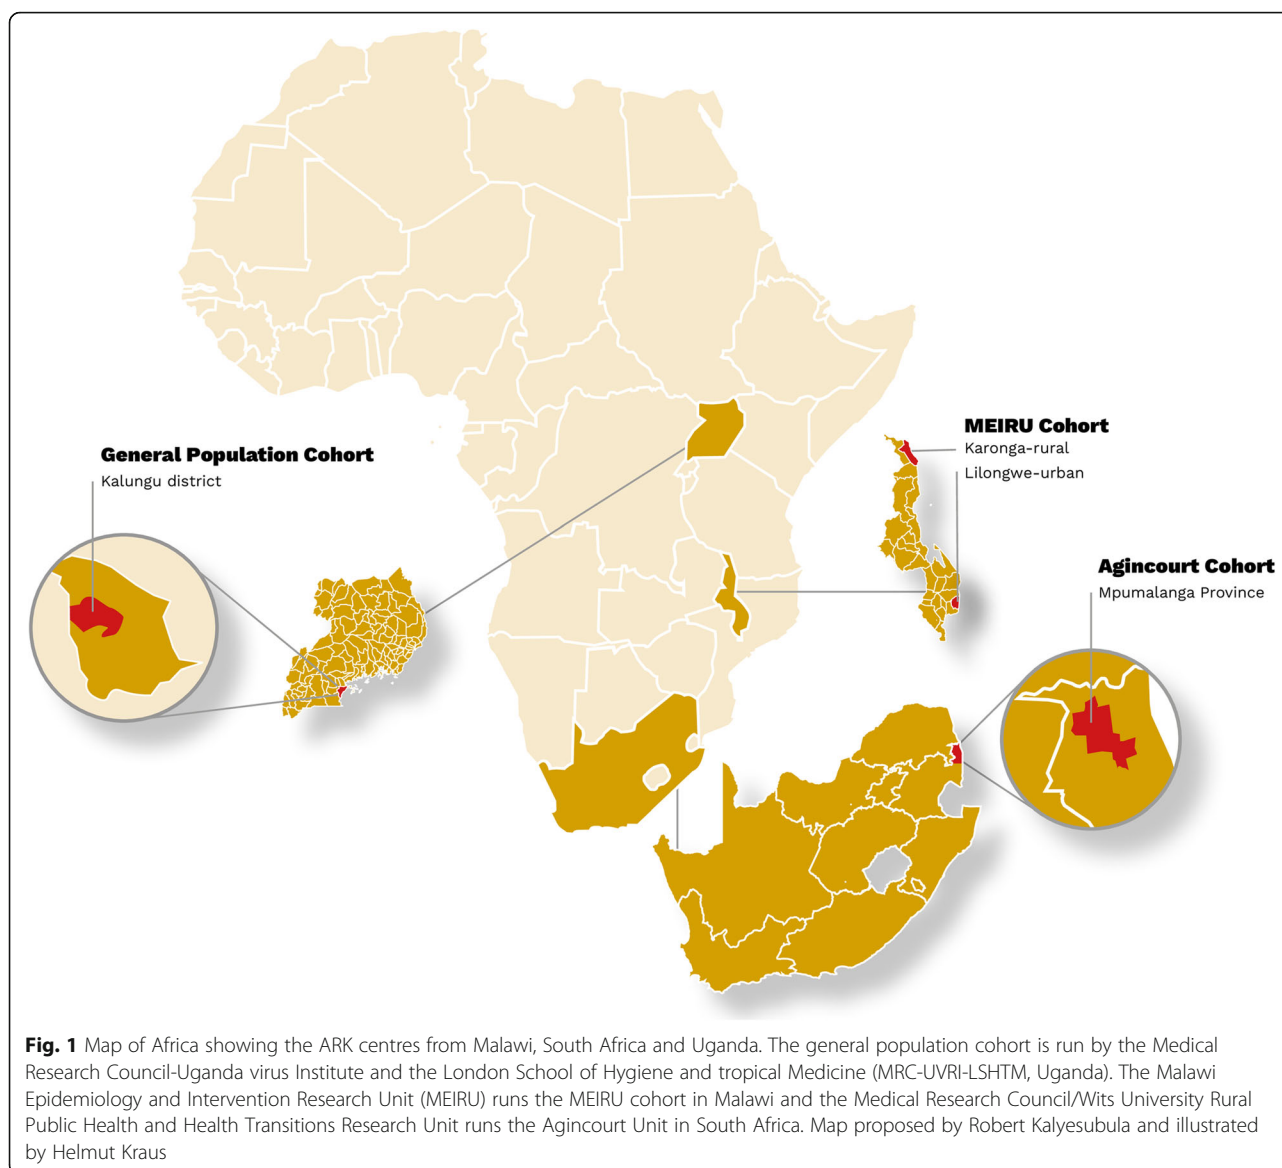 General Population Cohort
Kalungu district
MEIRU Cohort
Karonga-rural
Lilongwe-urban
Agincourt Cohort
Mpumalanga Province
Fig. 1 Map of Africa showing the ARK centres from Malawi, South Africa and Uganda. The general population cohort is run by the Medical
Research Council-Uganda virus Institute and the London School of Hygiene and tropical Medicine (MRC-UVRI-LSHTM, Uganda). The Malawi
Epidemiology and Intervention Research Unit (MEIRU) runs the MEIRU cohort in Malawi and the Medical Research Council/Wits University Rural
Public Health and Health Transitions Research Unit runs the Agincourt Unit in South Africa. Map proposed by Robert Kalyesubula and illustrated
by Helmut Kraus